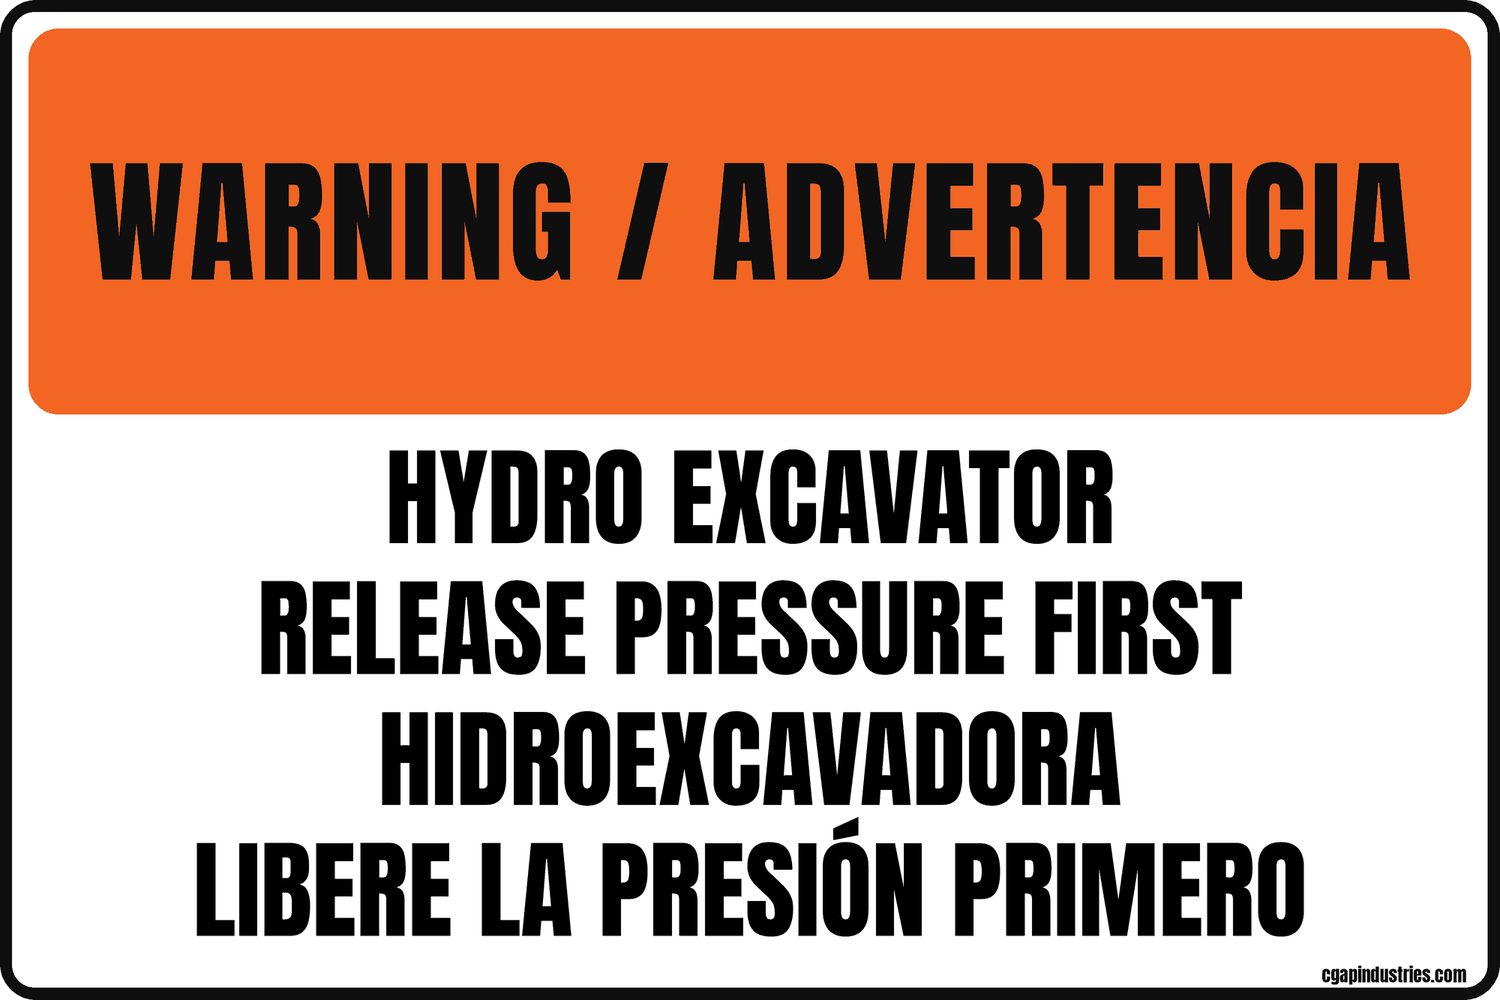 WARNING / ADVERTENCIA
HYDRO EXCAVATOR
RELEASE PRESSURE FIRST
HIDROEXCAVADORA
LIBERE LA PRESIÓN PRIMERO
cgapindustries.com